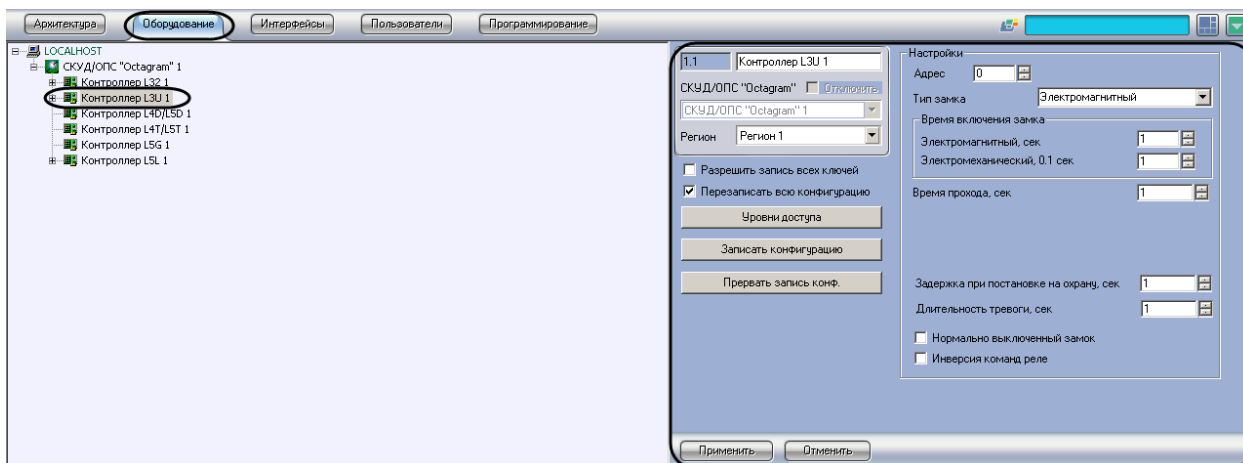 Архитектура Оборудование Интерфейсы Пользователи Программирование
LOCALHOST
СКУД/ОПС "Octagram" 1
Контроллер L32 1
Контроллер L3U 1
Контроллер L4D/L5D 1
Контроллер L4T/L5T 1
Контроллер L5G 1
Контроллер L5L 1
1.1 Контроллер L3U 1
СКУД/ОПС "Octagram" Отключить
СКУД/ОПС "Octagram" 1
Регион Регион 1
Разрешить запись всех ключей
Перезаписать всю конфигурацию
Уровни доступа
Записать конфигурацию
Прервать запись конф.
Настройки
Адрес 0
Тип замка Электромагнитный
Время включения замка
Электромагнитный, сек 1
Электромеханический, 0.1 сек 1
Время прохода, сек 1
Задержка при постановке на охрану, сек 1
Длительность тревоги, сек 1
Нормально выключенный замок
Инверсия команд реле
Применить Отменить